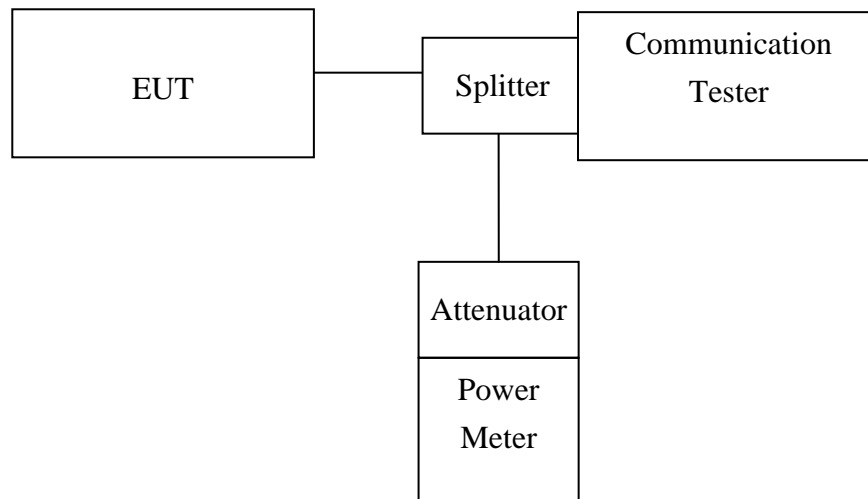 EUT
Splitter
Communication
Tester
Attenuator
Power
Meter